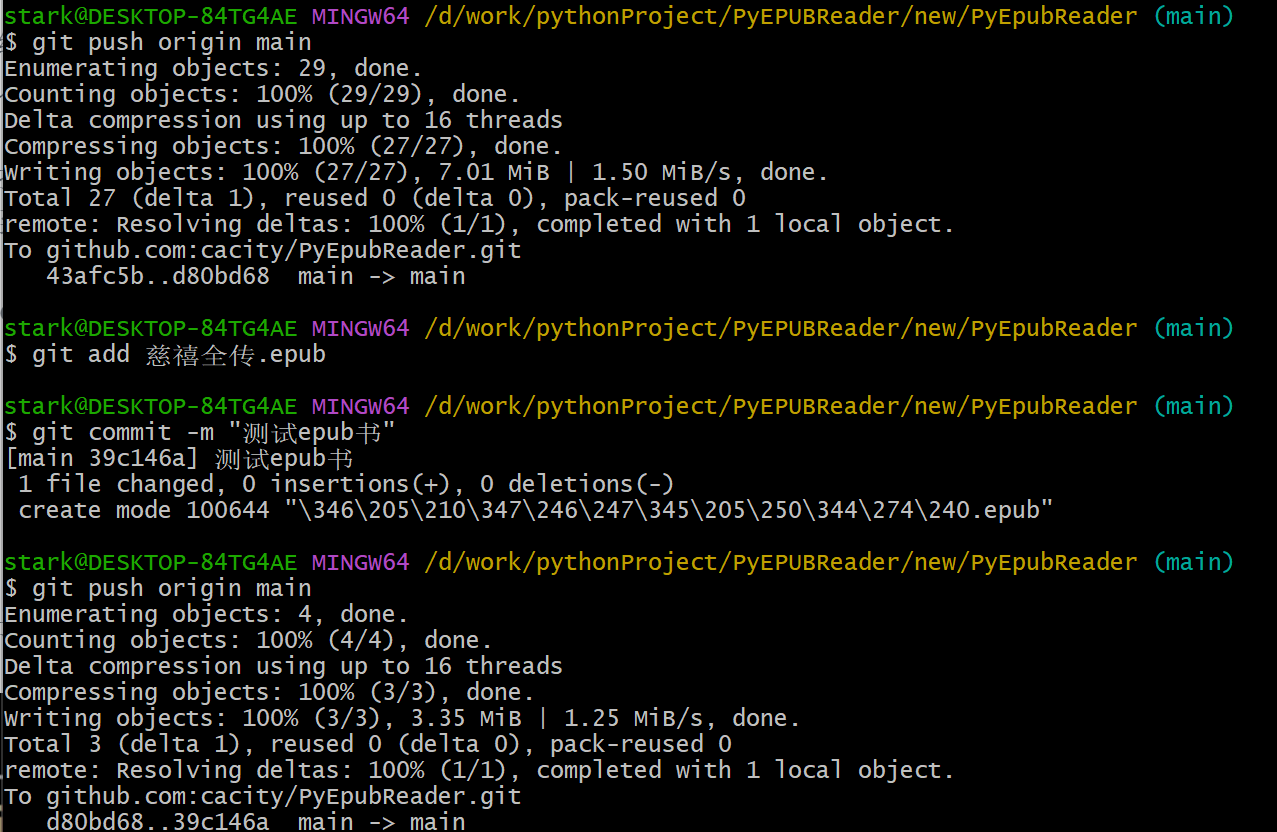 stark@DESKTOP-84TG4AE MINGW64 /d/work/pythonProject/PyEPUBReader/new/PyEpubReader (main)
$ git push origin main
Enumerating objects: 29, done.
Counting objects: 100% (29/29), done.
Delta compression using up to 16 threads
Compressing objects: 100% (27/27), done.
Writing objects: 100% (27/27), 7.01 MiB | 1.50 MiB/s, done.
Total 27 (delta 1), reused 0 (delta 0), pack-reused 0
remote: Resolving deltas: 100% (1/1), completed with 1 local object.
To github.com:cacity/PyEpubReader.git
   43afc5b..d80bd68  main -> main
stark@DESKTOP-84TG4AE MINGW64 /d/work/pythonProject/PyEPUBReader/new/PyEpubReader (main)
$ git add 慈禧全传.epub
stark@DESKTOP-84TG4AE MINGW64 /d/work/pythonProject/PyEPUBReader/new/PyEpubReader (main)
$ git commit -m "测试epub书"
[main 39c146a] 测试epub书
 1 file changed, 0 insertions(+), 0 deletions(-)
 create mode 100644 "\346\205\210\347\246\247\345\205\250\344\274\240.epub"
stark@DESKTOP-84TG4AE MINGW64 /d/work/pythonProject/PyEPUBReader/new/PyEpubReader (main)
$ git push origin main
Enumerating objects: 4, done.
Counting objects: 100% (4/4), done.
Delta compression using up to 16 threads
Compressing objects: 100% (3/3), done.
Writing objects: 100% (3/3), 3.35 MiB | 1.25 MiB/s, done.
Total 3 (delta 1), reused 0 (delta 0), pack-reused 0
remote: Resolving deltas: 100% (1/1), completed with 1 local object.
To github.com:cacity/PyEpubReader.git
   d80bd68..39c146a  main -> main